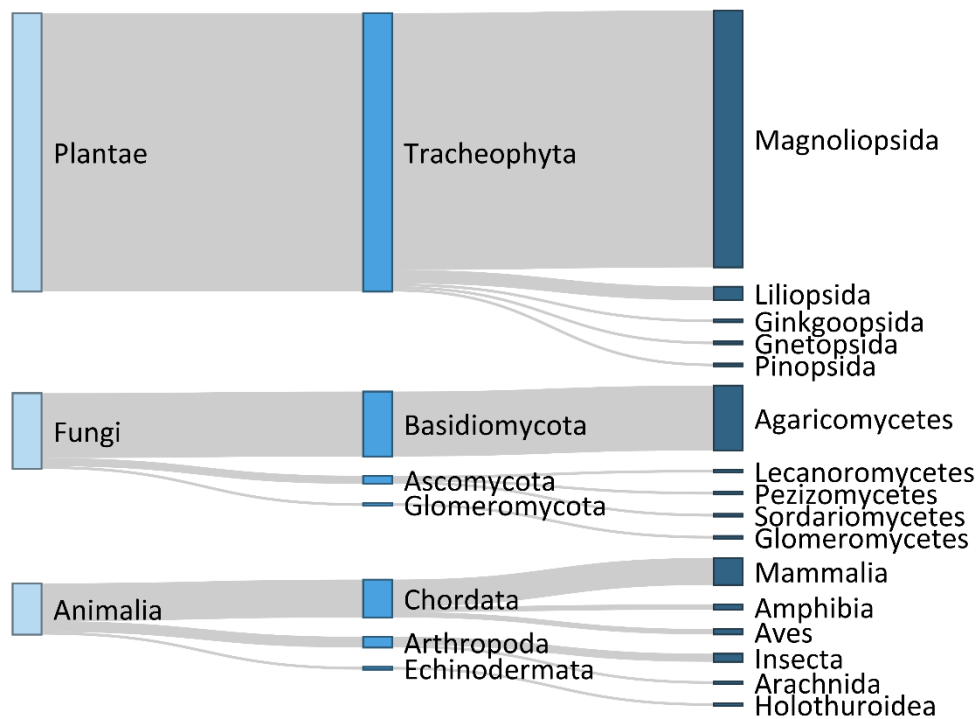 Plantae
Tracheophyta
Magnoliopsida
Liliopsida
Ginkgoopsida
Gnetopsida
Pinopsida
Fungi
Basidiomycota
Ascomycota
Glomeromycota
Agaricomycetes
Lecanoromycetes
Pezizomycetes
Sordariomycetes
Glomeromycetes
Animalia
Chordata
Arthropoda
Echinodermata
Mammalia
Amphibia
Aves
Insecta
Arachnida
Holothuroidea